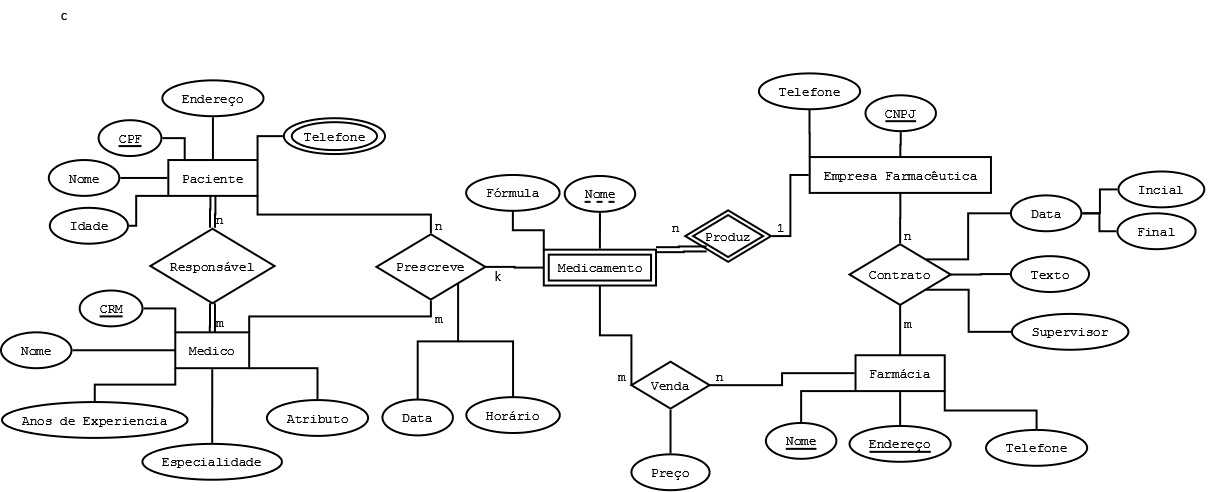 c
Endereço
Telefone
CNPJ
CPF
Telefone
Nome
Paciente
Empresa Farmacêutica
Incial
Fórmula
Nome
Idade
Data
Final
n
n
n
Produz
1
n
Responsável
Prescreve
k
Medicamento
Contrato
Texto
CRM
m
m
m
Supervisor
Nome
Medico
m
Venda
n
Farmácia
Anos de Experiencia
Atributo
Data
Horário
Especialidade
Preço
Nome
Endereço
Telefone